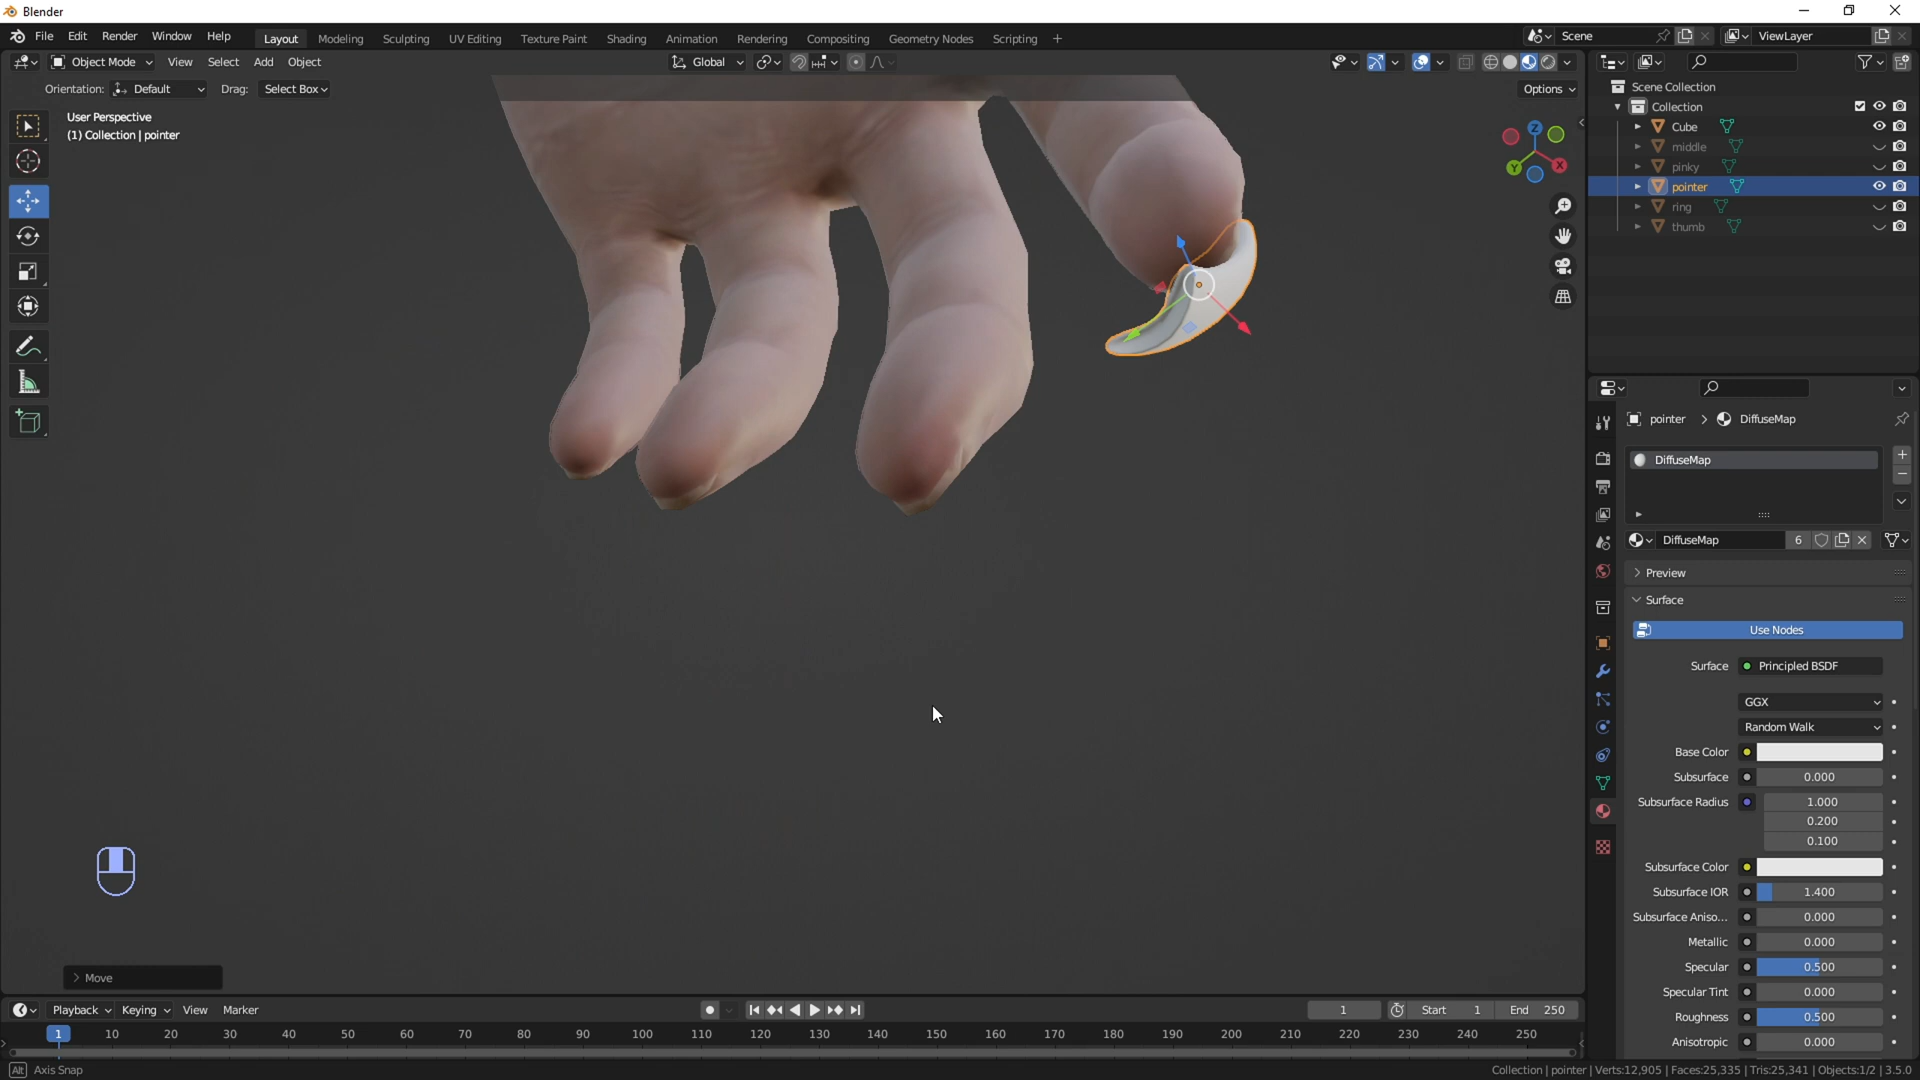 Blender
File Edit Render Window Help Layout Modeling Sculpting UV Editing Texture Paint Shading Animation Rendering Compositing Geometry Nodes Scripting + Scene ViewLayer
Object Mode View Select Add Object Global
Orientation: Default Drag: Select Box Options
User Perspective
(1) Collection | pointer
Z
Y
X
Scene Collection
Collection
Cube
middle
pinky
pointer
ring
thumb
pointer > DiffuseMap
DiffuseMap
DiffuseMap 6
Preview
Surface
Use Nodes
Surface Principled BSDF
GGX
Random Walk
Base Color
Subsurface 0.000
Subsurface Radius 1.000
0.200
0.100
Subsurface Color
Subsurface IOR 1.400
Subsurface Aniso... 0.000
Metallic 0.000
Specular 0.500
Specular Tint 0.000
Roughness 0.500
Anisotropic 0.000
> Move
Playback Keying View Marker 1 Start 1 End 250
1 10 20 30 40 50 60 70 80 90 100 110 120 130 140 150 160 170 180 190 200 210 220 230 240 250
Alt Axis Snap Collection | pointer | Verts:12,905 | Faces:25,335 | Tris:25,341 | Objects:1/2 | 3.5.0